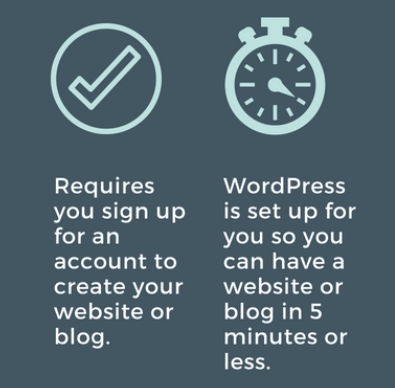 Requires
you sign up
for an
account to
create your
website or
blog.
WordPress
is set up for
you so you
can have a
website or
blog in 5
minutes or
less.